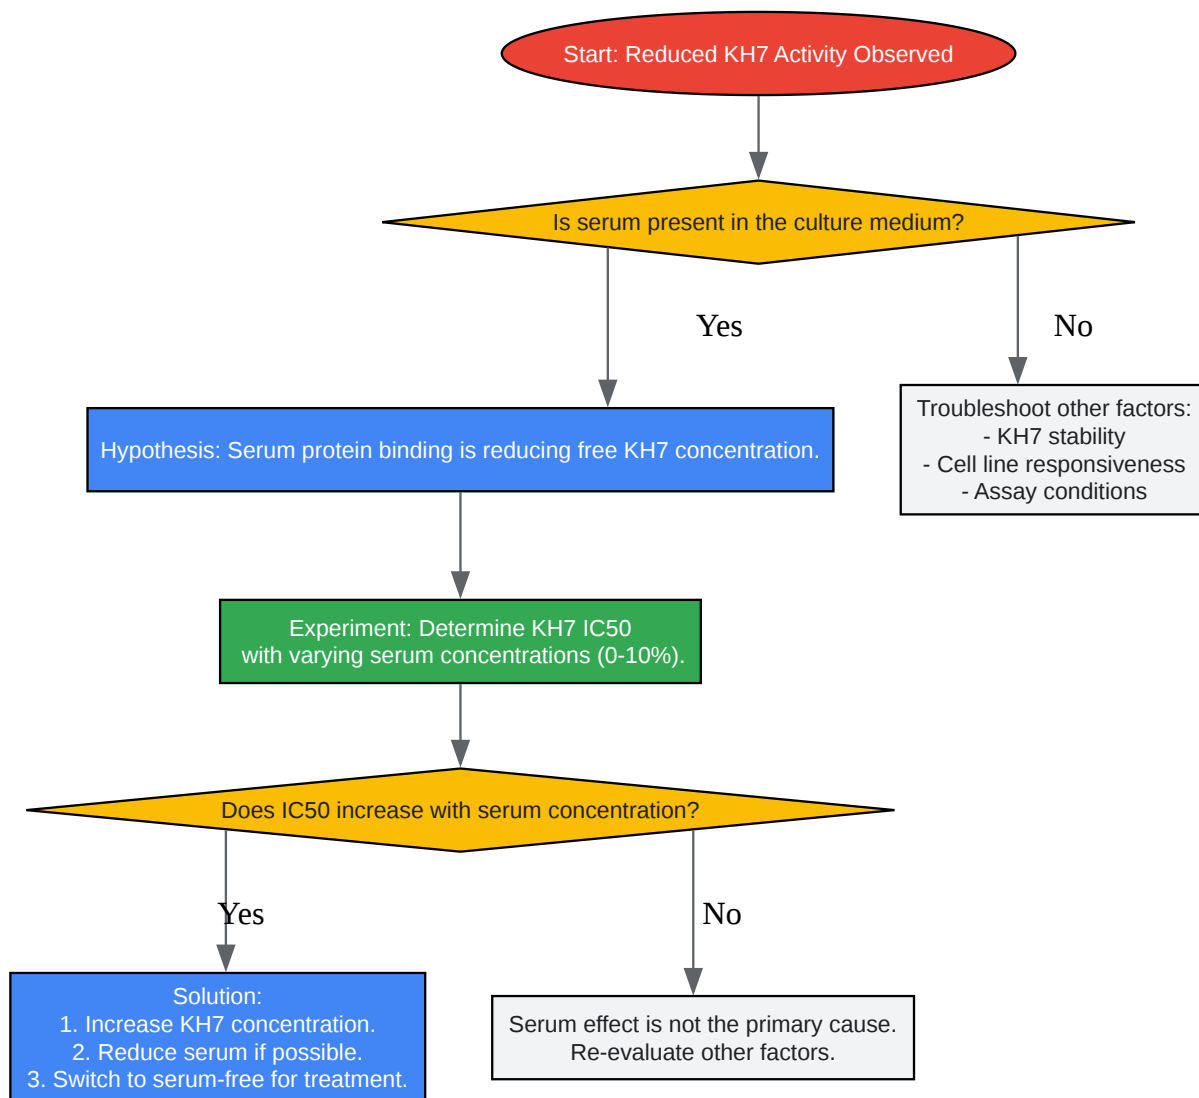 Start: Reduced KH7 Activity Observed
Is serum present in the culture medium?
Yes
No
Hypothesis: Serum protein binding is reducing free KH7 concentration.
Troubleshoot other factors:
- KH7 stability
- Cell line responsiveness
- Assay conditions
Experiment: Determine KH7 IC50
with varying serum concentrations (0-10%).
Does IC50 increase with serum concentration?
Yes
No
Solution:
1. Increase KH7 concentration.
2. Reduce serum if possible.
3. Switch to serum-free for treatment.
Serum effect is not the primary cause.
Re-evaluate other factors.